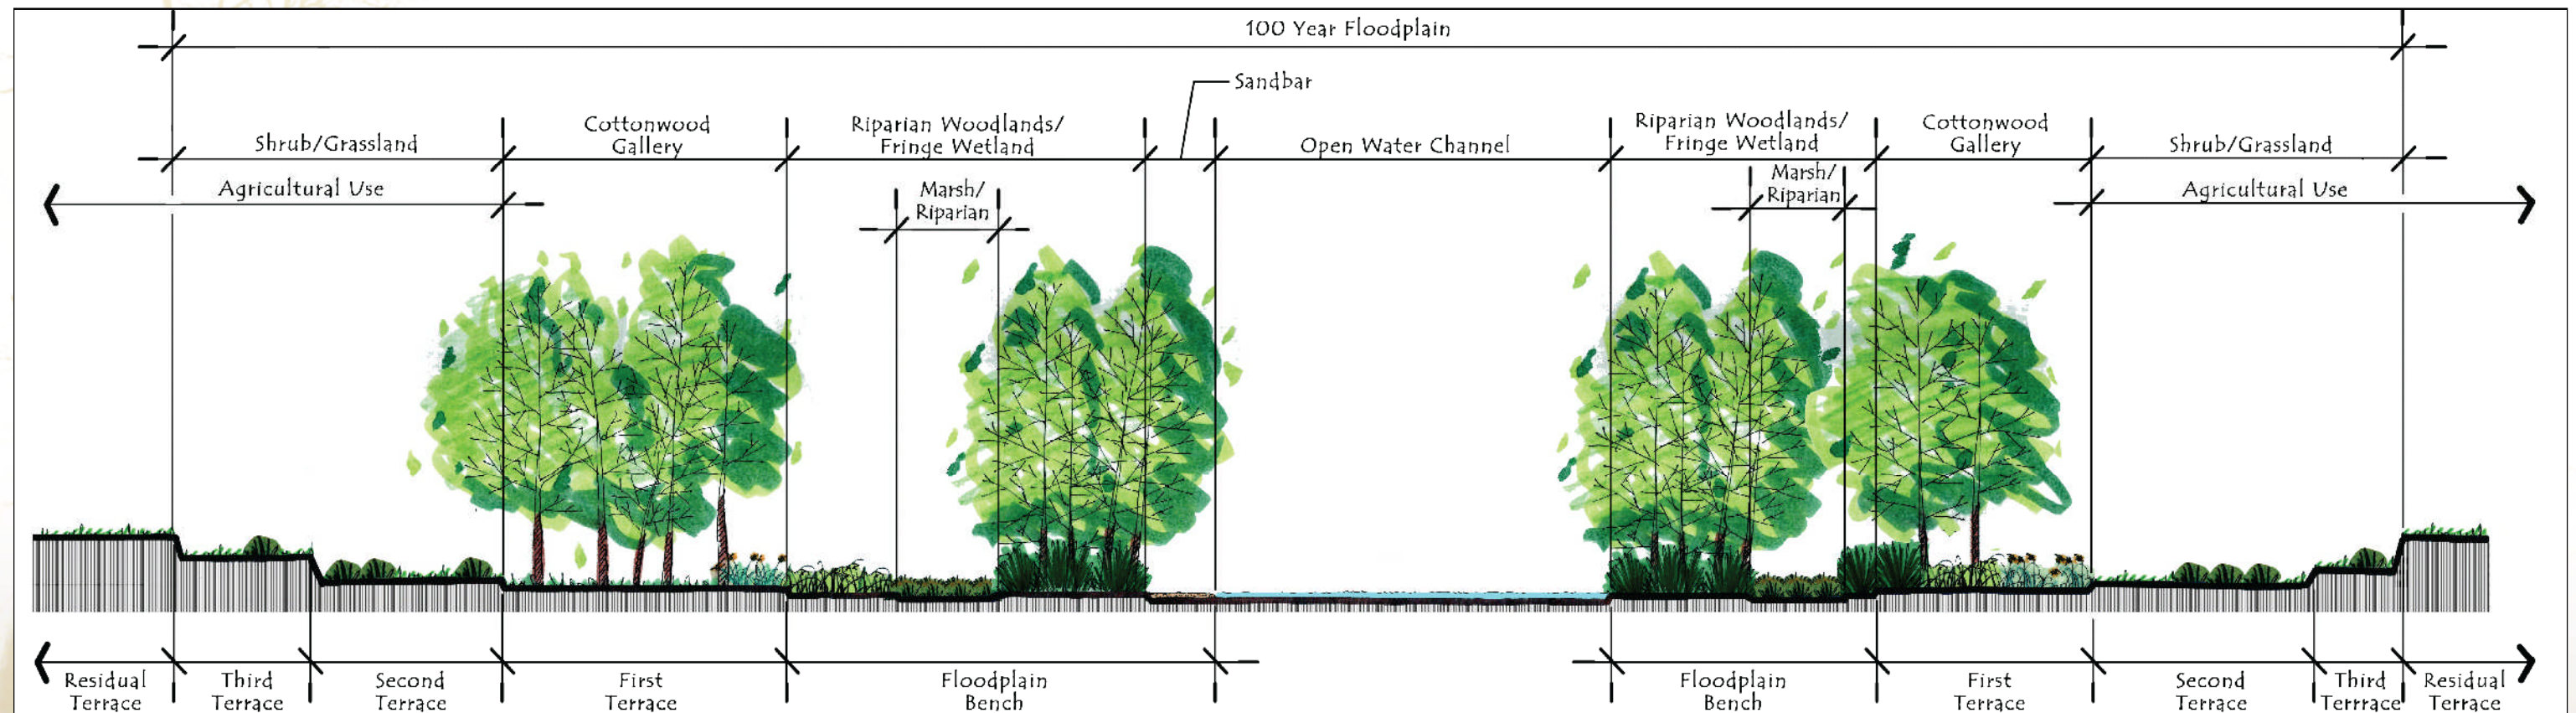 100 Year Floodplain
Sandbar
Shrub/Grassland
Cottonwood
Gallery
Riparian Woodlands/
Fringe Wetland
Open Water Channel
Riparian Woodlands/
Fringe Wetland
Cottonwood
Gallery
Shrub/Grassland
Agricultural Use
Marsh/
Riparian
Marsh/
Riparian
Agricultural Use
Residual
Terrace
Third
Terrace
Second
Terrace
First
Terrace
Floodplain
Bench
Floodplain
Bench
First
Terrace
Second
Terrace
Third
Terrrace
Residual
Terrace